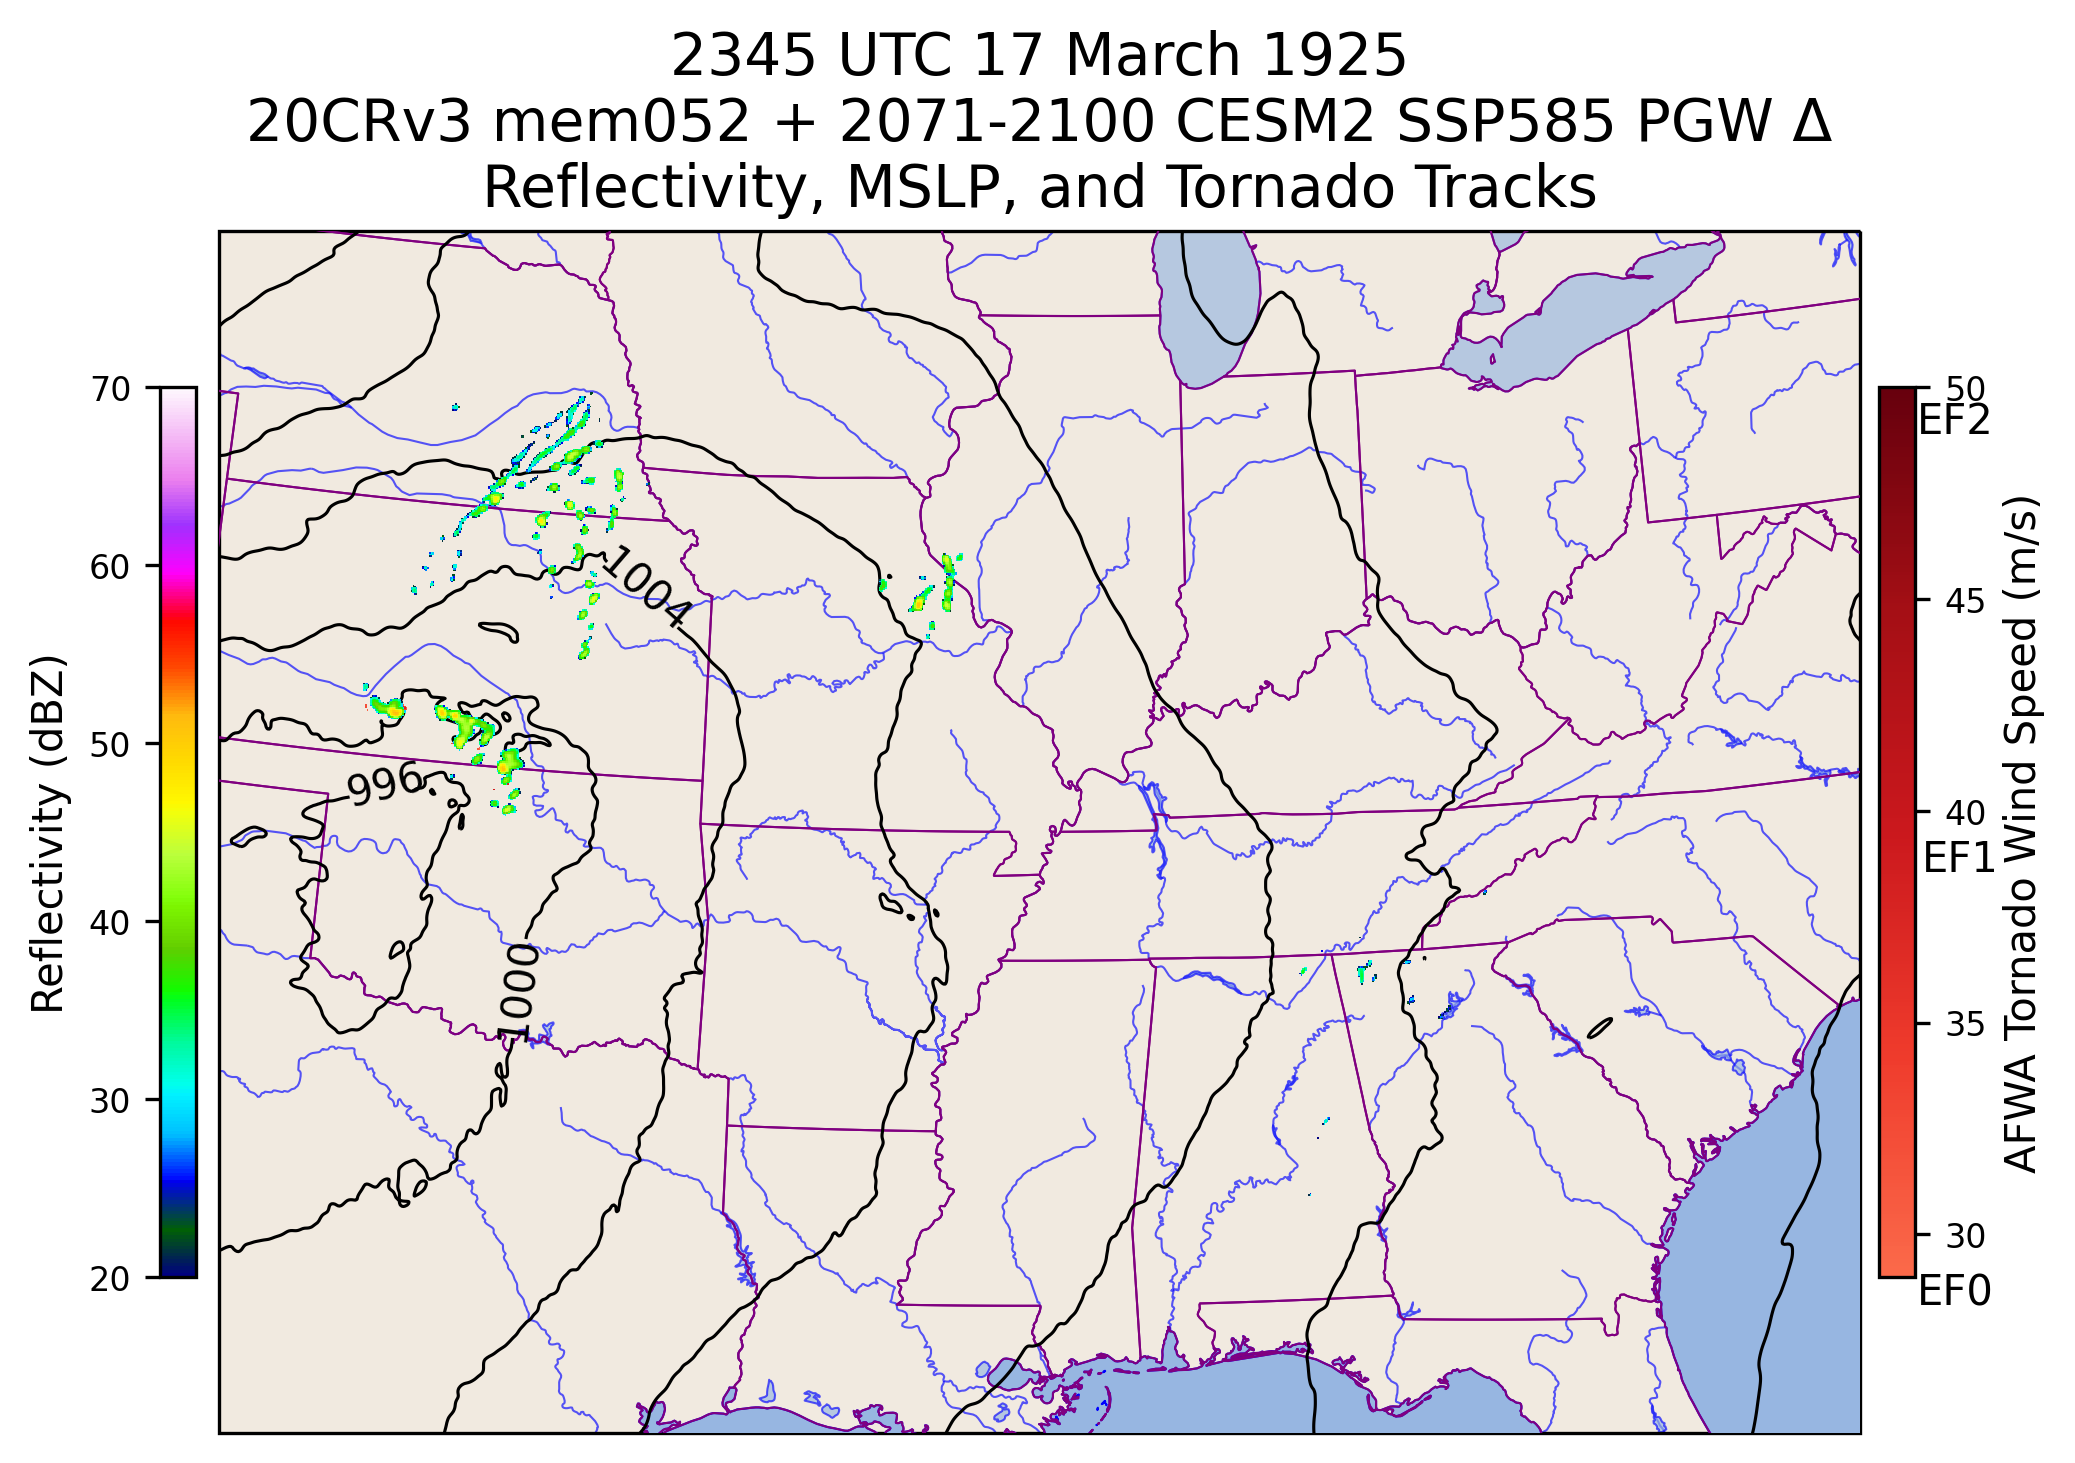 2345 UTC 17 March 1925
20CRv3 mem052 + 2071-2100 CESM2 SSP585 PGW Δ
Reflectivity, MSLP, and Tornado Tracks
70
60
50
40
30
20
Reflectivity (dBZ)
1004
996
1000
50
EF2
45
40
EF1
35
30
EF0
AFWA Tornado Wind Speed (m/s)